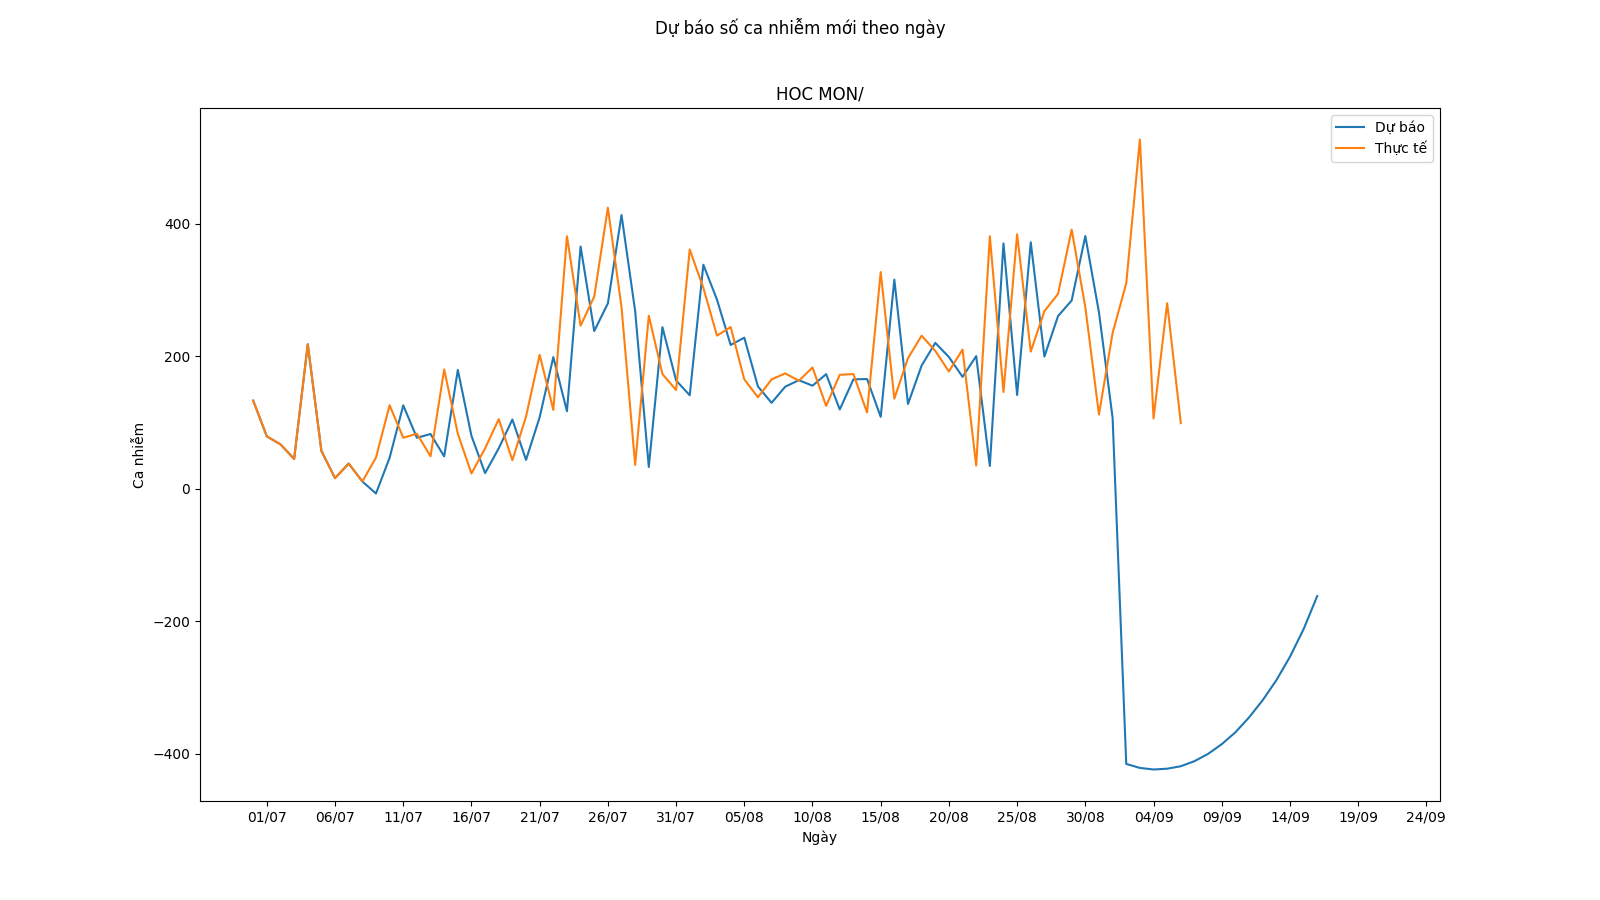 Dự báo số ca nhiễm mới theo ngày
HOC MON/
Dự báo
Thực tế
400
200
0
−200
−400
Ca nhiễm
01/07 06/07 11/07 16/07 21/07 26/07 31/07 05/08 10/08 15/08 20/08 25/08 30/08 04/09 09/09 14/09 19/09 24/09
Ngày